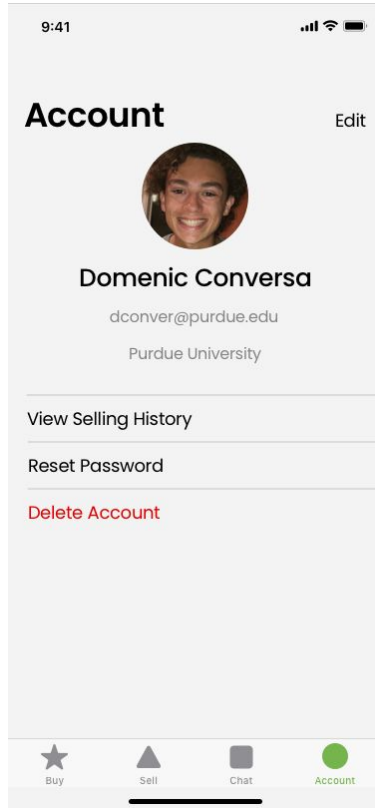 9:41
Account
Edit
Domenic Conversa
dconver@purdue.edu
Purdue University
View Selling History
Reset Password
Delete Account
Buy Sell Chat Account